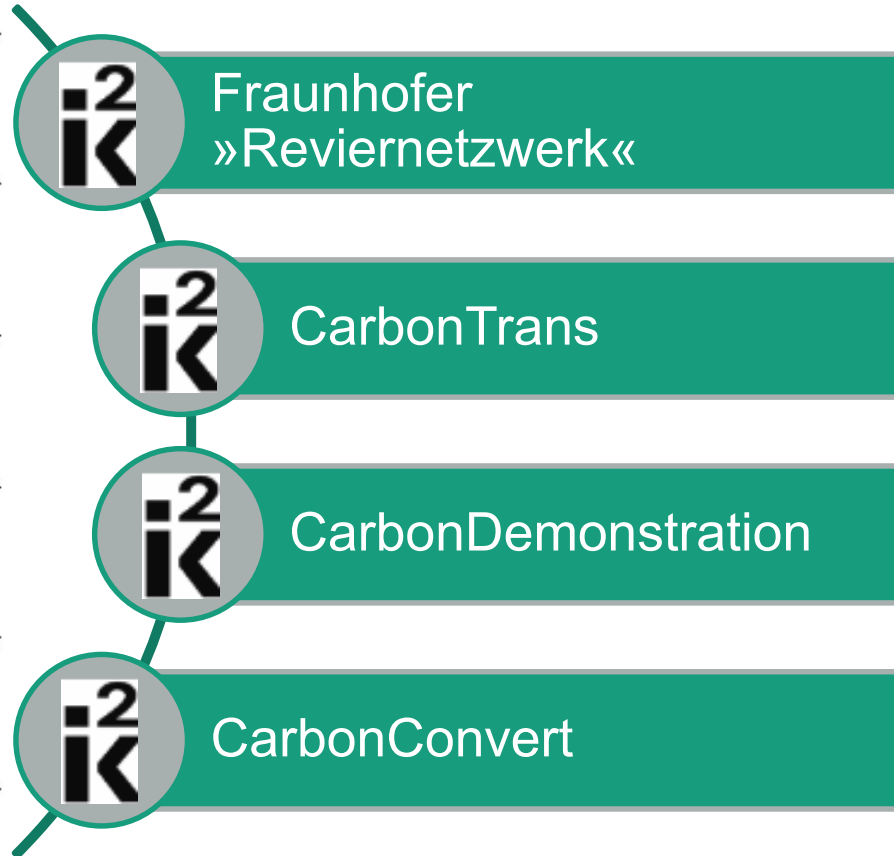 i2k
Fraunhofer
»Reviernetzwerk«
i2k
CarbonTrans
i2k
CarbonDemonstration
i2k
CarbonConvert